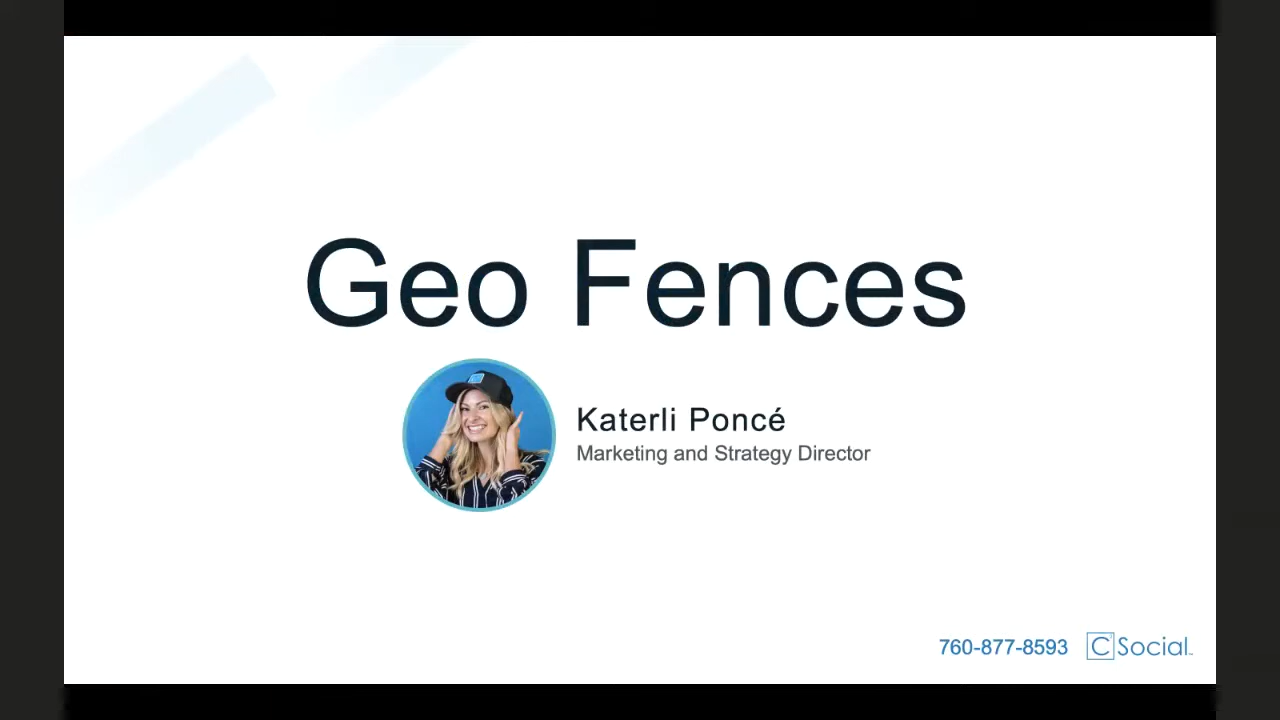 Geo Fences
Katerli Poncé
Marketing and Strategy Director
760-877-8593
C Social